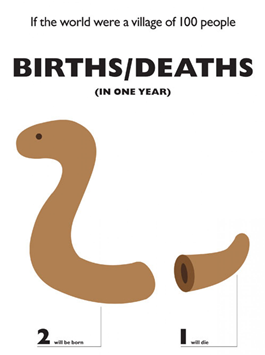 If the world were a village of 100 people
BIRTHS/DEATHS
(IN ONE YEAR)
2 will be born
1 will die